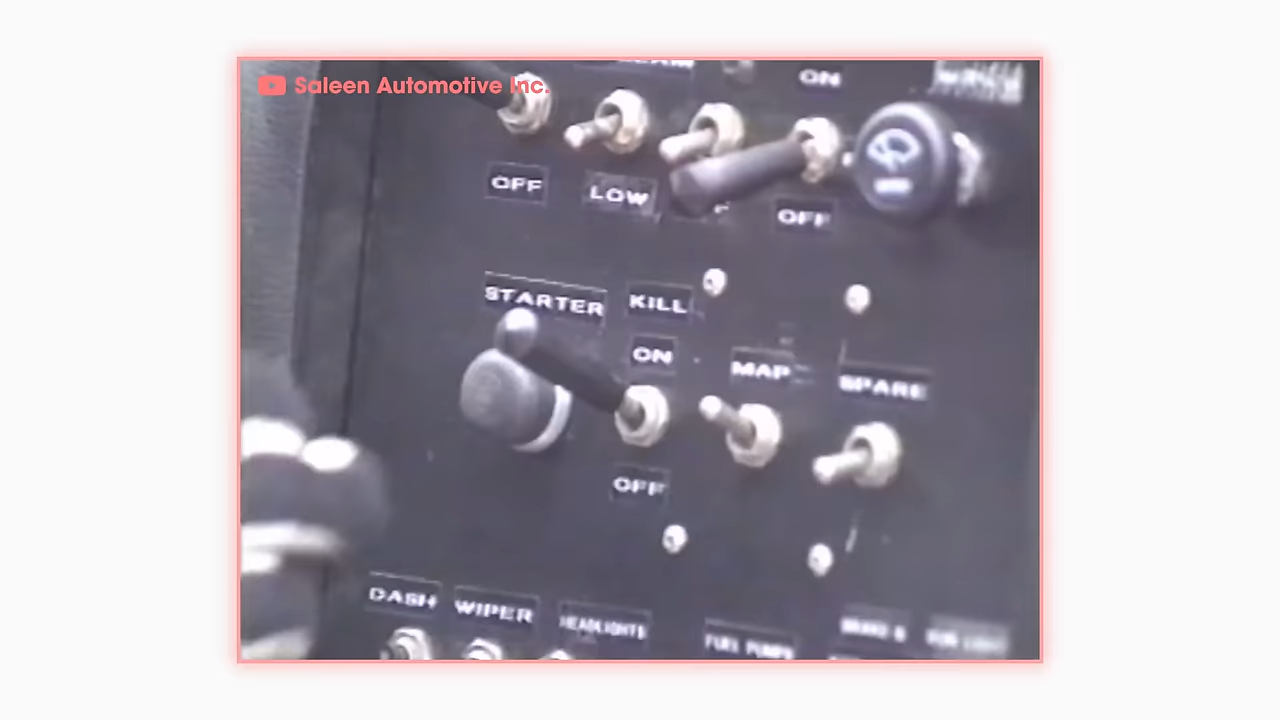 Saleen Automotive Inc.
ON
OFF
LOW
OFF
STARTER
KILL
ON
MAP
SPARE
OFF
DASH
WIPER
HEADLIGHTS
FUEL PUMPS